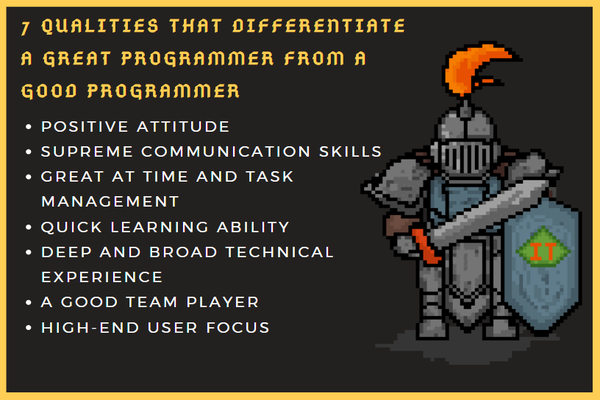 7 QUALITIES THAT DIFFERENTIATE
A GREAT PROGRAMMER FROM A
GOOD PROGRAMMER
• POSITIVE ATTITUDE
• SUPREME COMMUNICATION SKILLS
• GREAT AT TIME AND TASK
MANAGEMENT
• QUICK LEARNING ABILITY
• DEEP AND BROAD TECHNICAL
EXPERIENCE
• A GOOD TEAM PLAYER
• HIGH-END USER FOCUS
IT